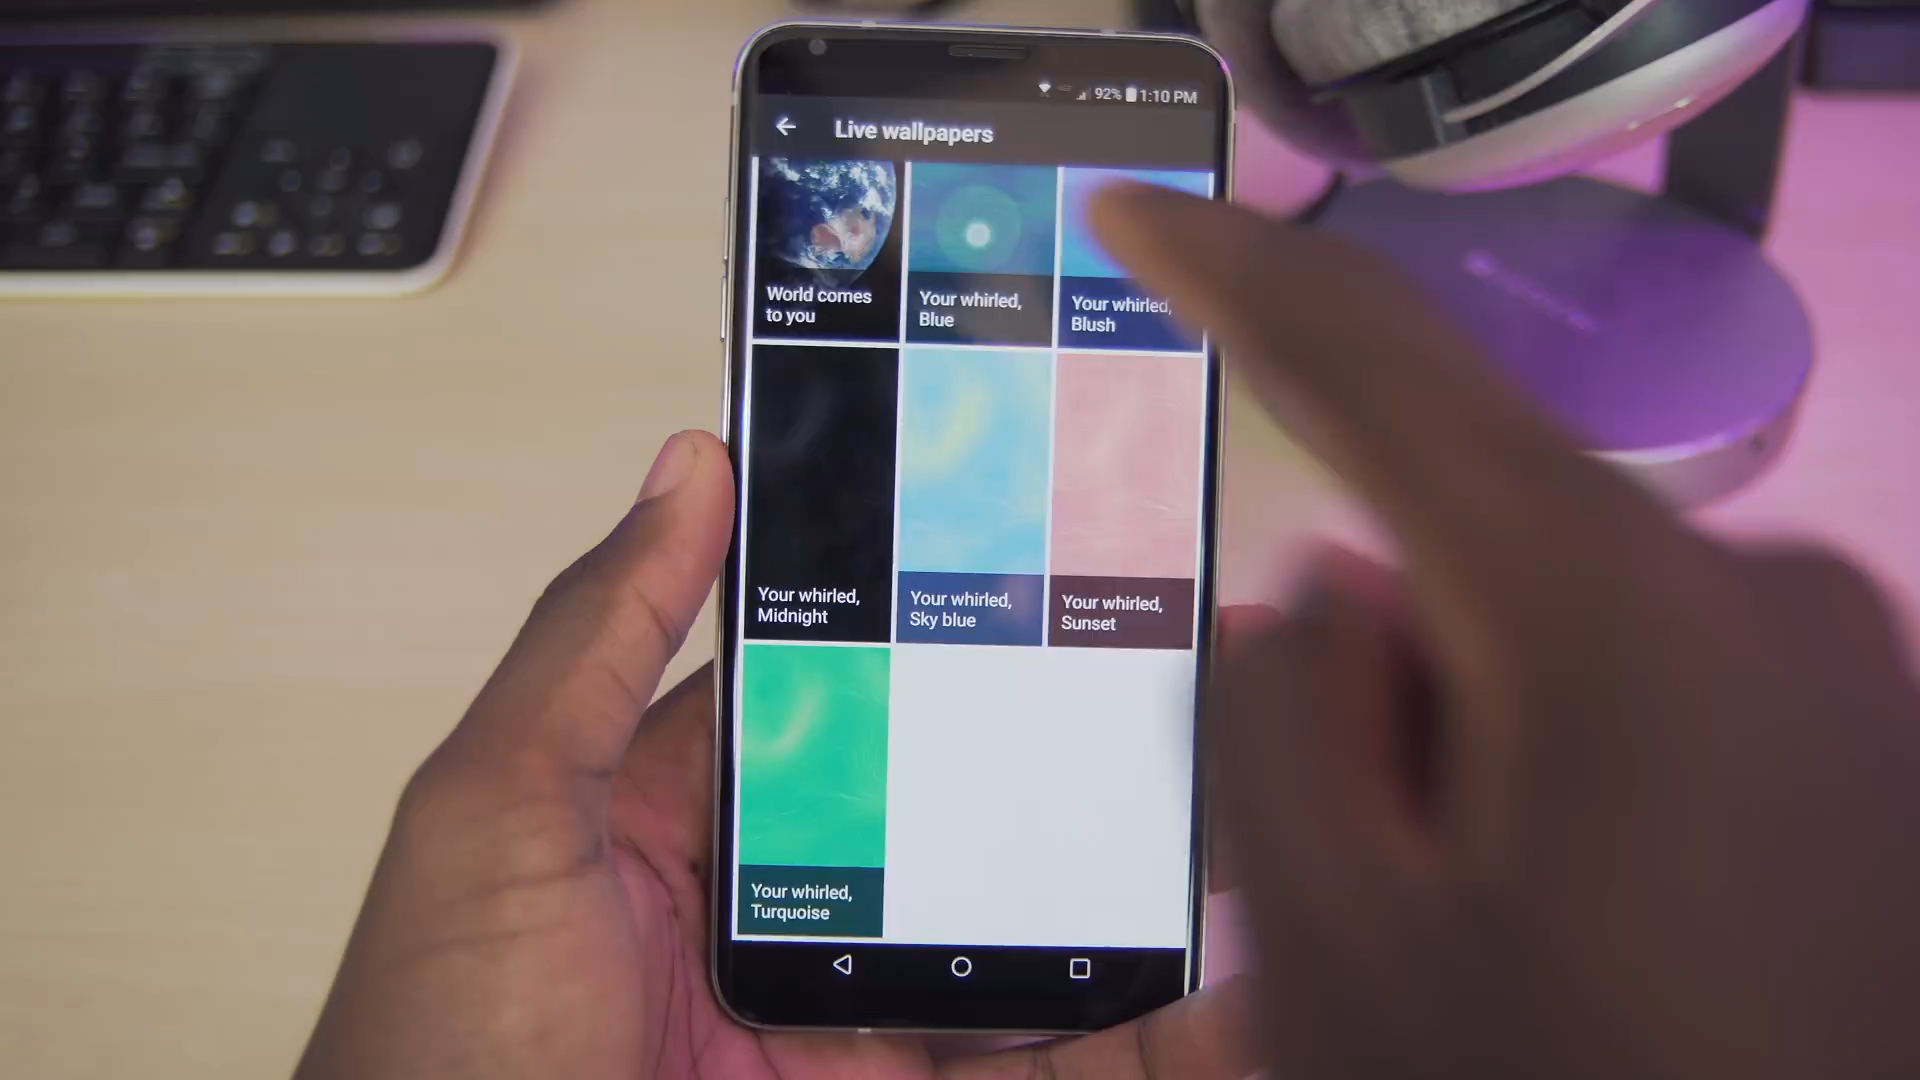 92% 1:10 PM
Live wallpapers
World comes
to you
Your whirled,
Blue
Your whirled,
Blush
Your whirled,
Midnight
Your whirled,
Sky blue
Your whirled,
Sunset
Your whirled,
Turquoise